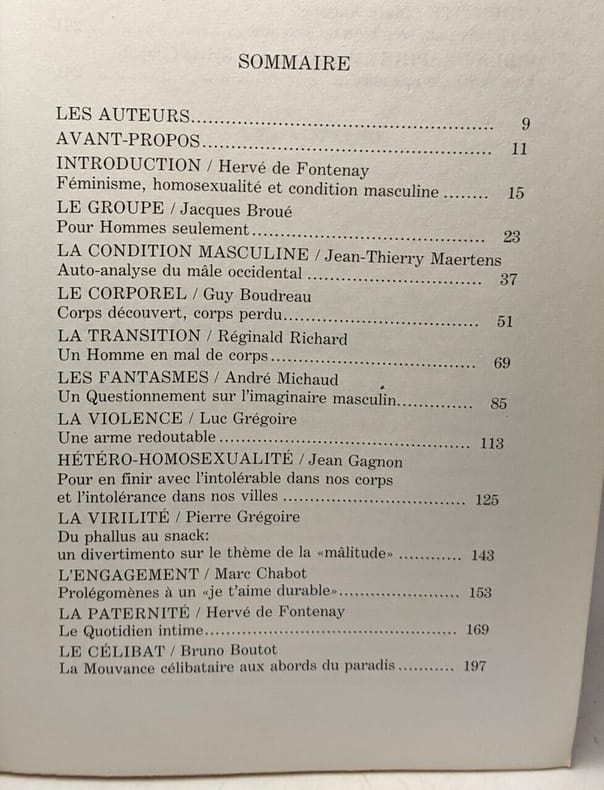 SOMMAIRE
LES AUTEURS................................................... 9
AVANT-PROPOS................................................ 11
INTRODUCTION / Hervé de Fontenay
Féminisme, homosexualité et condition masculine ........ 15
LE GROUPE / Jacques Broué
Pour Hommes seulement........................................ 23
LA CONDITION MASCULINE / Jean-Thierry Maertens
Auto-analyse du mâle occidental ............................... 37
LE CORPOREL / Guy Boudreau
Corps découvert, corps perdu................................... 51
LA TRANSITION / Réginald Richard
Un Homme en mal de corps..................................... 69
LES FANTASMES / André Michaud
Un Questionnement sur l'imaginaire masculin............. 85
LA VIOLENCE / Luc Grégoire
Une arme redoutable ............................................. 113
HÉTÉRO-HOMOSEXUALITÉ / Jean Gagnon
Pour en finir avec l'intolérable dans nos corps
et l'intolérance dans nos villes ................................. 125
LA VIRILITÉ / Pierre Grégoire
Du phallus au snack:
un divertimento sur le thème de la «mâlitude» ........... 143
L'ENGAGEMENT / Marc Chabot
Prolégomènes à un «je t'aime durable»...................... 153
LA PATERNITÉ / Hervé de Fontenay
Le Quotidien intime.............................................. 169
LE CÉLIBAT / Bruno Boutot
La Mouvance célibataire aux abords du paradis ........... 197